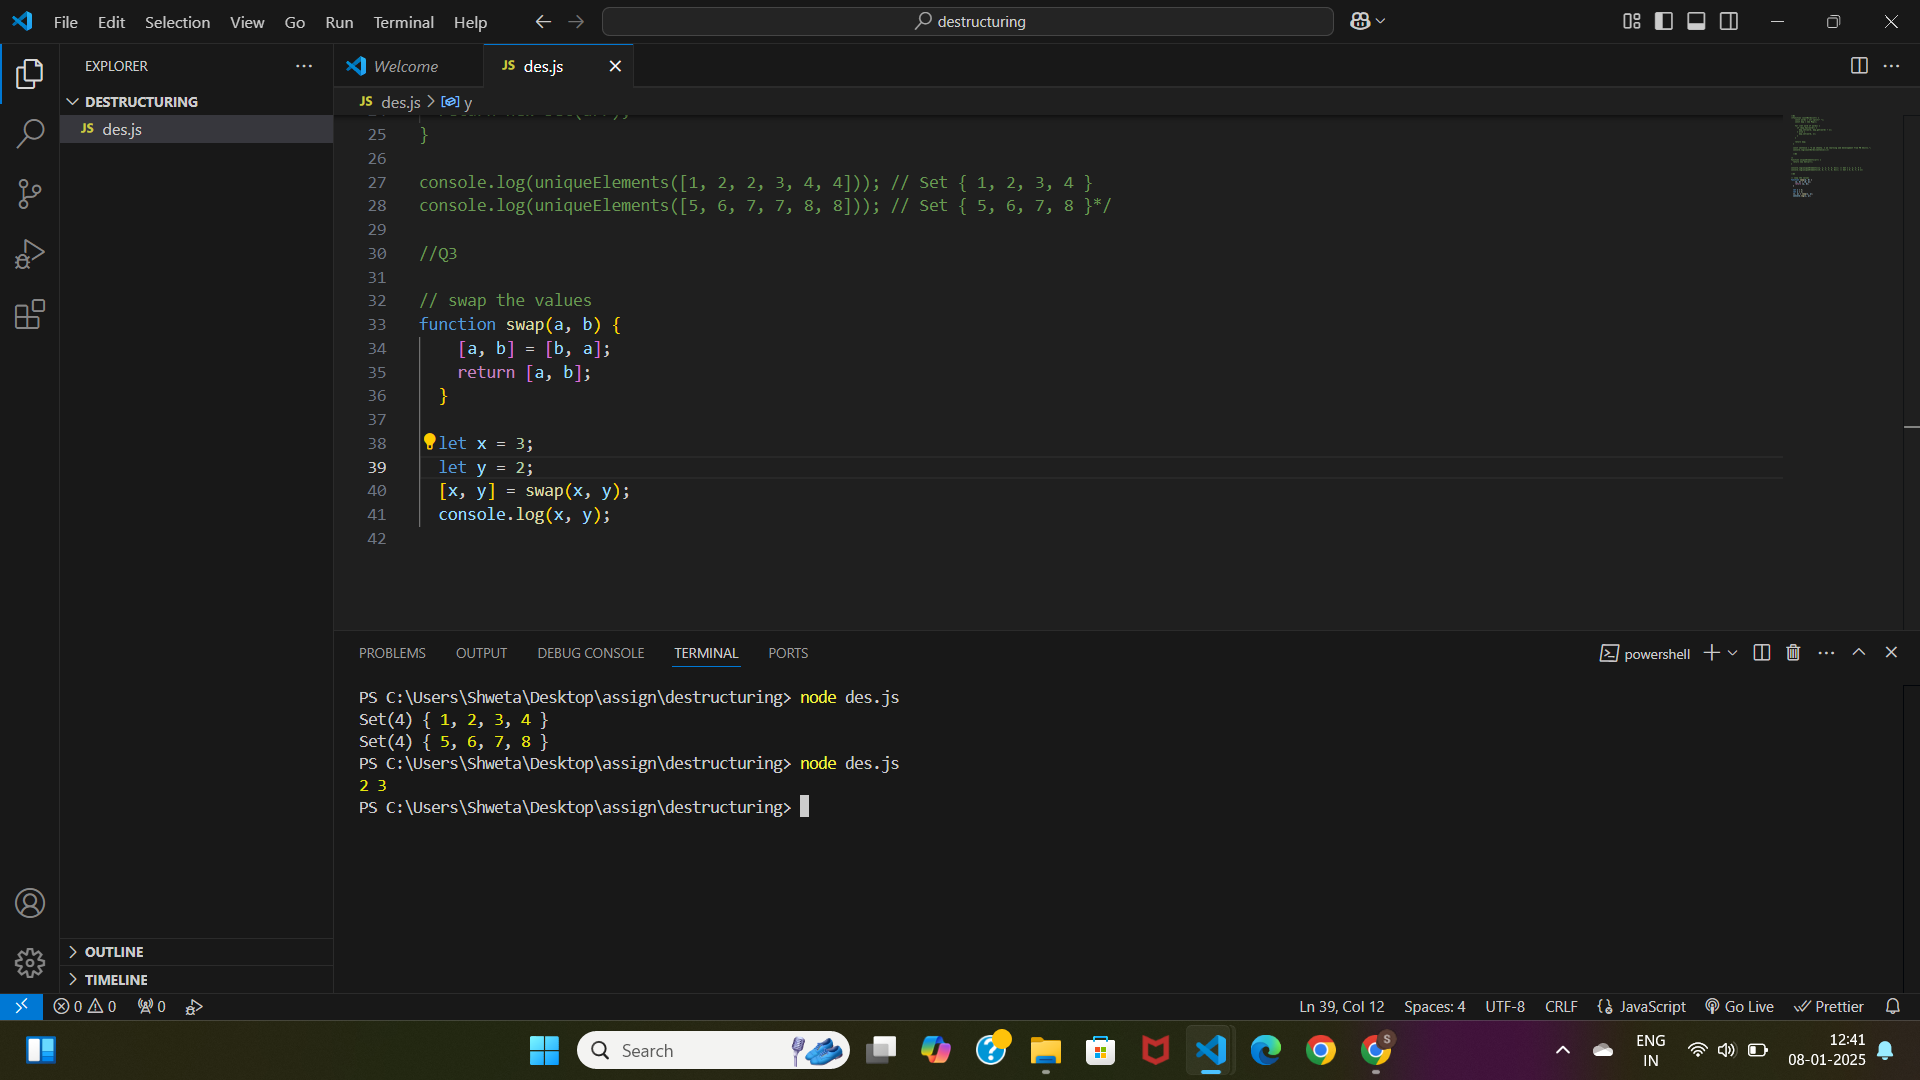 File Edit Selection View Go Run Terminal Help
destructuring
EXPLORER
DESTRUCTURING
JS des.js
Welcome
JS des.js
JS des.js > y
25 }
26
27 console.log(uniqueElements([1, 2, 2, 3, 4, 4])); // Set { 1, 2, 3, 4 }
28 console.log(uniqueElements([5, 6, 7, 7, 8, 8])); // Set { 5, 6, 7, 8 }*/
29
30 //Q3
31
32 // swap the values
33 function swap(a, b) {
34 [a, b] = [b, a];
35 return [a, b];
36 }
37
38 let x = 3;
39 let y = 2;
40 [x, y] = swap(x, y);
41 console.log(x, y);
42
PROBLEMS OUTPUT DEBUG CONSOLE TERMINAL PORTS
powershell
PS C:\Users\Shweta\Desktop\assign\destructuring> node des.js
Set(4) { 1, 2, 3, 4 }
Set(4) { 5, 6, 7, 8 }
PS C:\Users\Shweta\Desktop\assign\destructuring> node des.js
2 3
PS C:\Users\Shweta\Desktop\assign\destructuring>
OUTLINE
TIMELINE
0 0 0
Ln 39, Col 12 Spaces: 4 UTF-8 CRLF {} JavaScript Go Live Prettier
Search
S
ENG
IN
12:41
08-01-2025